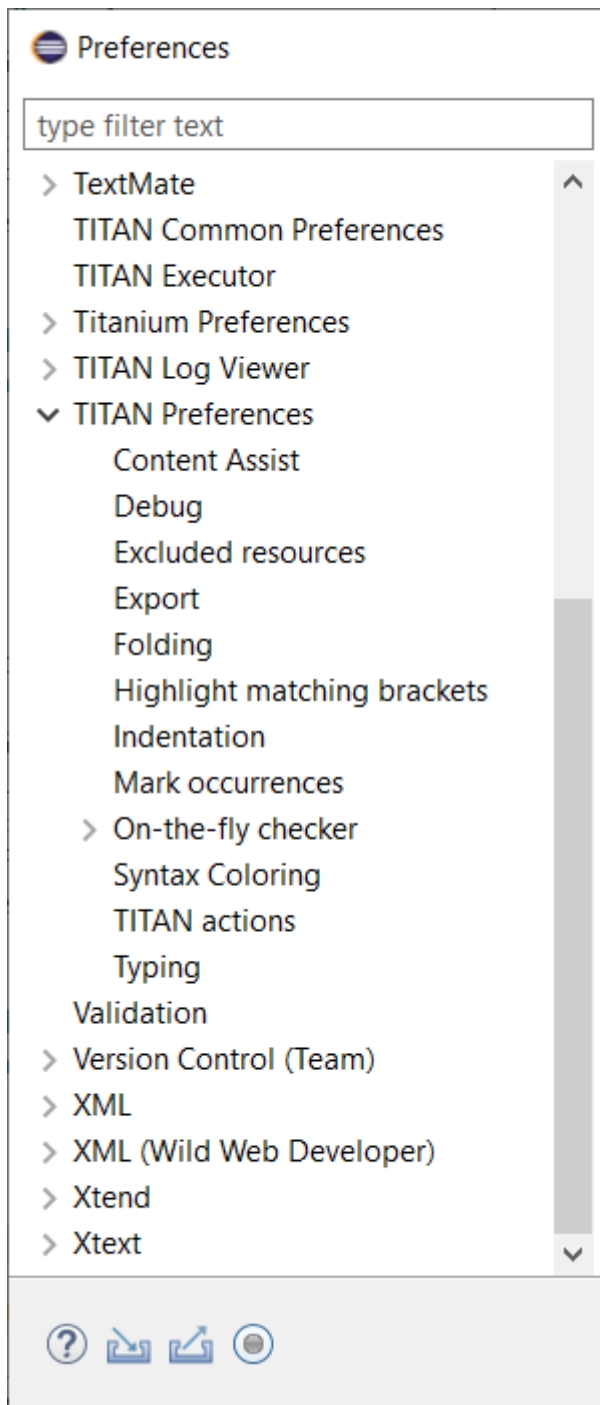 Preferences
type filter text
TextMate
TITAN Common Preferences
TITAN Executor
Titanium Preferences
TITAN Log Viewer
TITAN Preferences
Content Assist
Debug
Excluded resources
Export
Folding
Highlight matching brackets
Indentation
Mark occurrences
On-the-fly checker
Syntax Coloring
TITAN actions
Typing
Validation
Version Control (Team)
XML
XML (Wild Web Developer)
Xtend
Xtext
?